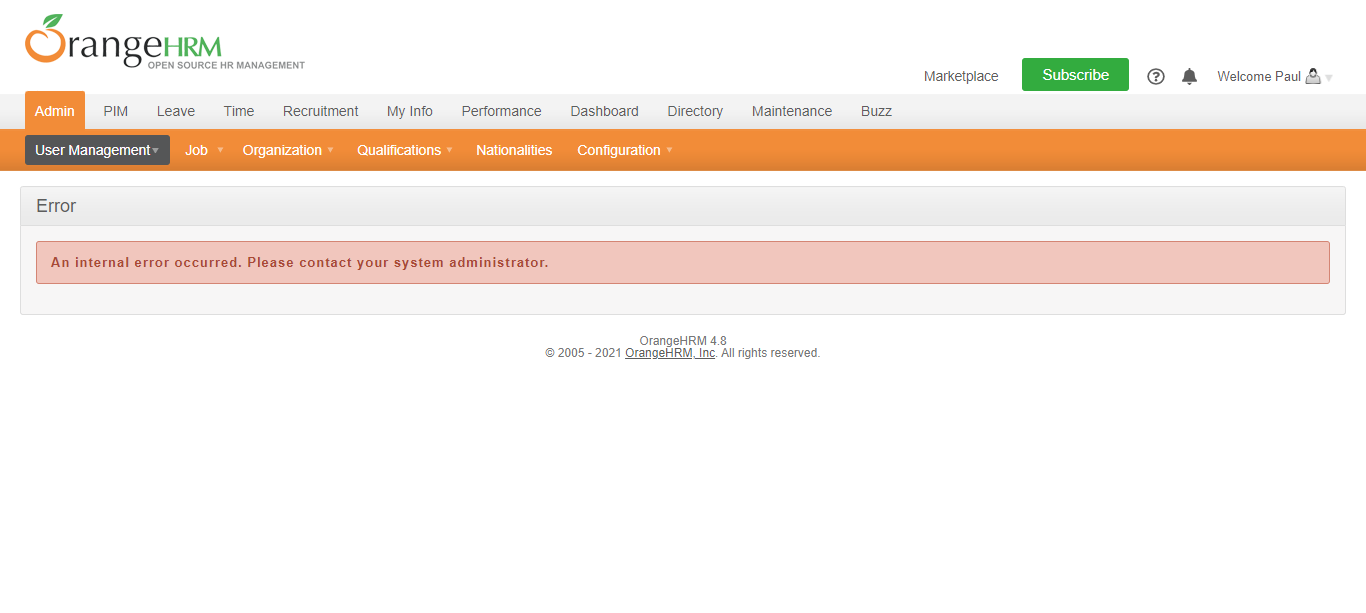 OrangeHRM
OPEN SOURCE HR MANAGEMENT
Marketplace Subscribe ? Welcome Paul
Admin PIM Leave Time Recruitment My Info Performance Dashboard Directory Maintenance Buzz
User Management Job Organization Qualifications Nationalities Configuration
Error
An internal error occurred. Please contact your system administrator.
OrangeHRM 4.8
© 2005 - 2021 OrangeHRM, Inc. All rights reserved.